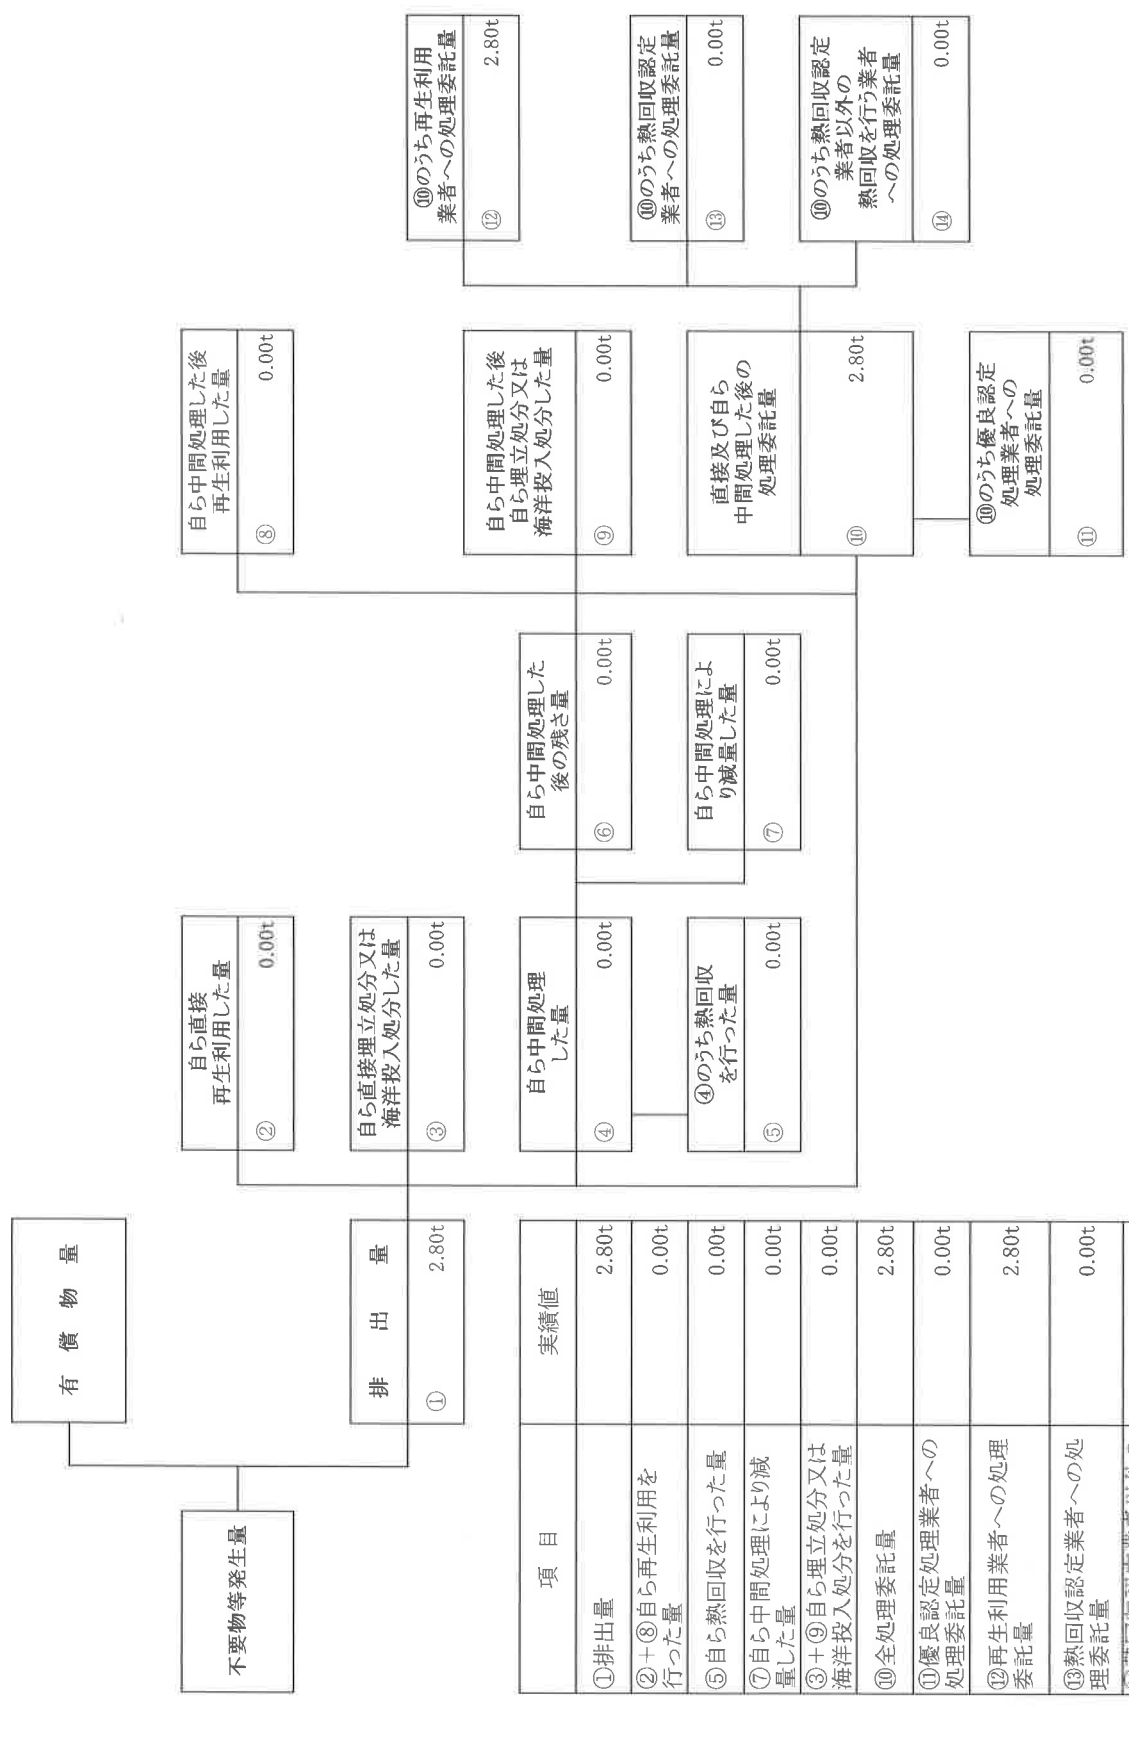 有償物量
不要物等発生量
排出量
① 2.80t
自ら直接
再生利用した量
② 0.00t
自ら直接埋立処分又は
海洋投入処分した量
③ 0.00t
自ら中間処理
した量
④ 0.00t
④のうち熱回収
を行った量
⑤ 0.00t
自ら中間処理した
後の残さ量
⑥ 0.00t
自ら中間処理によ
り減量した量
⑦ 0.00t
自ら中間処理した後
再生利用した量
⑧ 0.00t
自ら中間処理した後
自ら埋立処分又は
海洋投入処分した量
⑨ 0.00t
直接及び自ら
中間処理した後の
処理委託量
⑩ 2.80t
⑩のうち優良認定
処理業者への
処理委託量
⑪ 0.00t
⑩のうち再生利用
業者への処理委託量
⑫ 2.80t
⑩のうち熱回収認定
業者への処理委託量
⑬ 0.00t
⑩のうち熱回収認定
業者以外の
熱回収を行う業者
への処理委託量
⑭ 0.00t
項目 実績値
①排出量 2.80t
②+⑧自ら再生利用を
行った量 0.00t
⑤自ら熱回収を行った量 0.00t
⑦自ら中間処理により減
量した量 0.00t
③+⑨自ら埋立処分又は
海洋投入処分を行った量 0.00t
⑩全処理委託量 2.80t
⑪優良認定処理業者への
処理委託量 0.00t
⑫再生利用業者への処理
委託量 2.80t
⑬熱回収認定業者への処
理委託量 0.00t